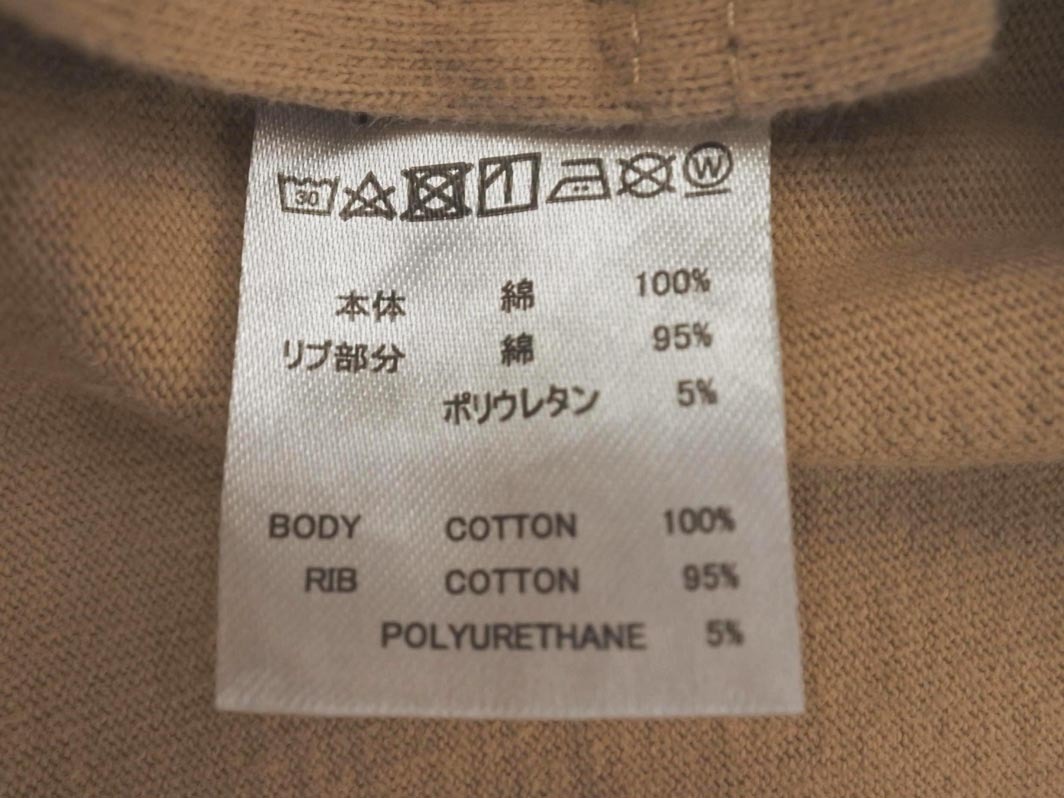 30 W
本体 綿 100%
リブ部分 綿 95%
ポリウレタン 5%
BODY COTTON 100%
RIB COTTON 95%
POLYURETHANE 5%